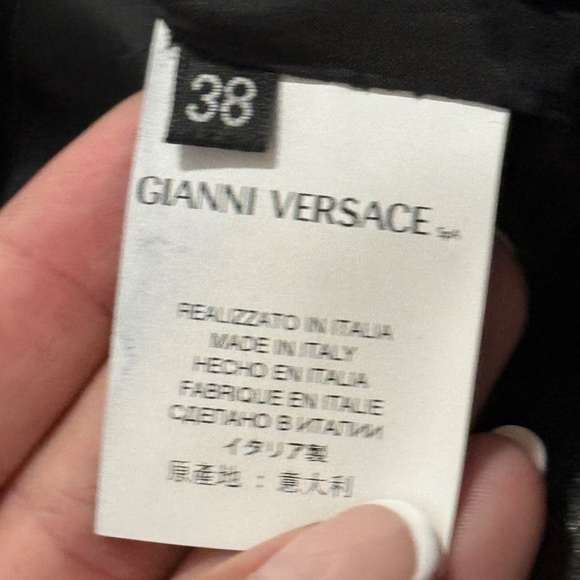 38
GIANNI VERSACE SpA
REALIZZATO IN ITALIA
MADE IN ITALY
HECHO EN ITALIA
FABRIQUE EN ITALIE
СДЕЛАНО В ИТАЛИИ
イタリア製
原產地 : 意大利